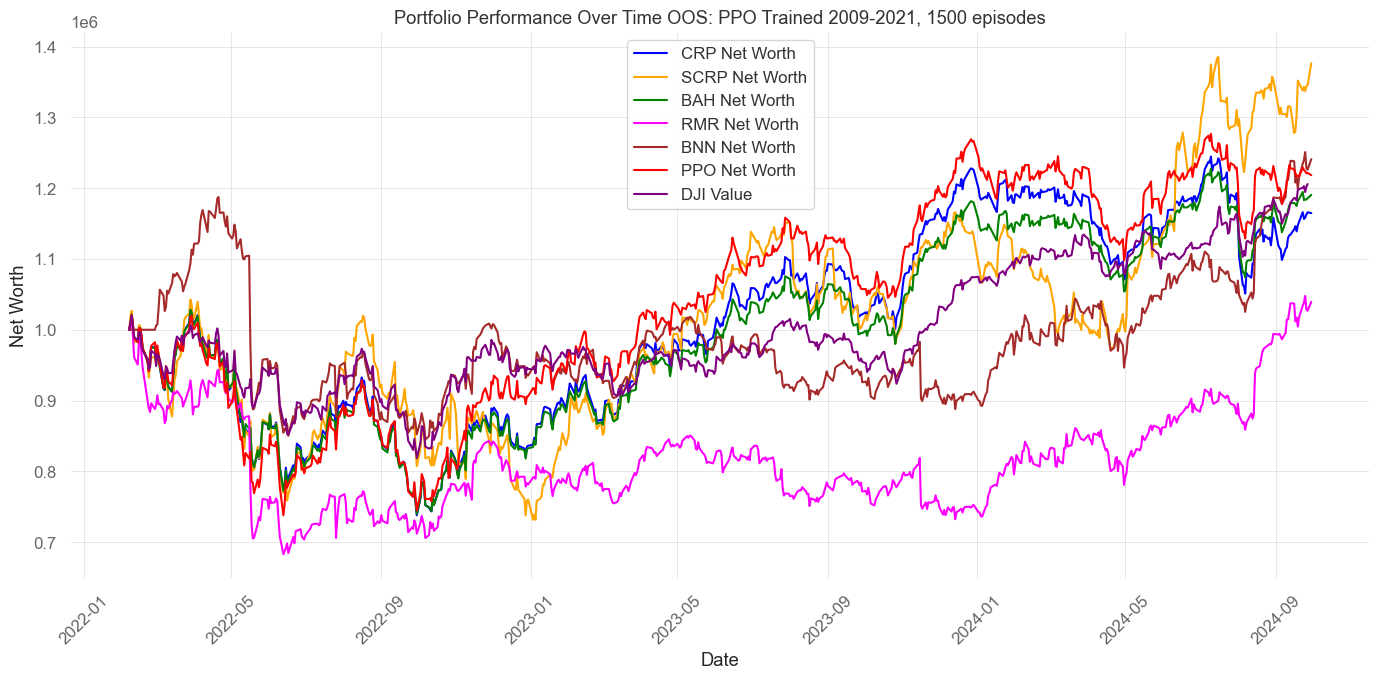 Portfolio Performance Over Time OOS: PPO Trained 2009-2021, 1500 episodes
1e6
1.4
1.3
1.2
1.1
1.0
0.9
0.8
0.7
Net Worth
CRP Net Worth
SCRP Net Worth
BAH Net Worth
RMR Net Worth
BNN Net Worth
PPO Net Worth
DJI Value
2022-01
2022-05
2022-09
2023-01
2023-05
2023-09
2024-01
2024-05
2024-09
Date